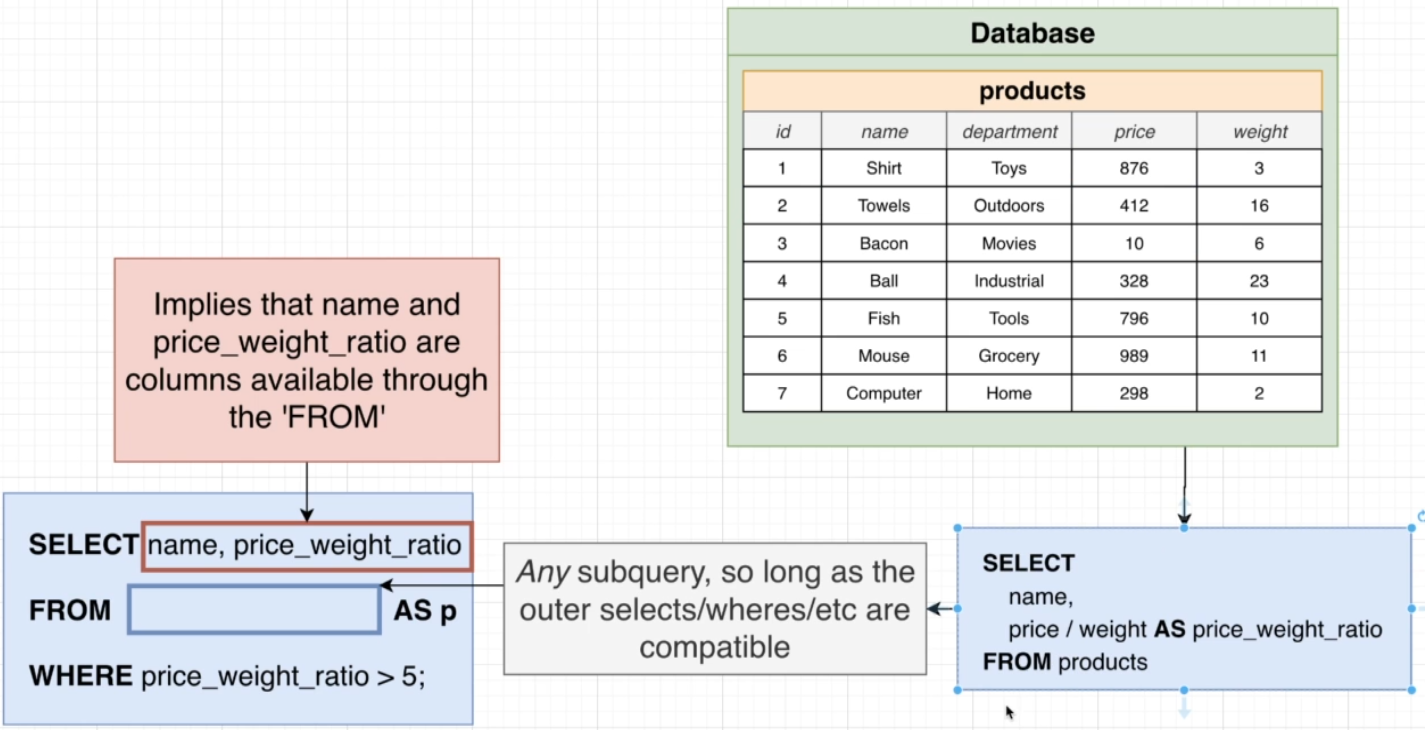 Database
products
id name department price weight
1 Shirt Toys 876 3
2 Towels Outdoors 412 16
3 Bacon Movies 10 6
4 Ball Industrial 328 23
5 Fish Tools 796 10
6 Mouse Grocery 989 11
7 Computer Home 298 2
Implies that name and
price_weight_ratio are
columns available through
the 'FROM'
SELECT name, price_weight_ratio
FROM AS p
WHERE price_weight_ratio > 5;
Any subquery, so long as the
outer selects/wheres/etc are
compatible
SELECT
name,
price / weight AS price_weight_ratio
FROM products